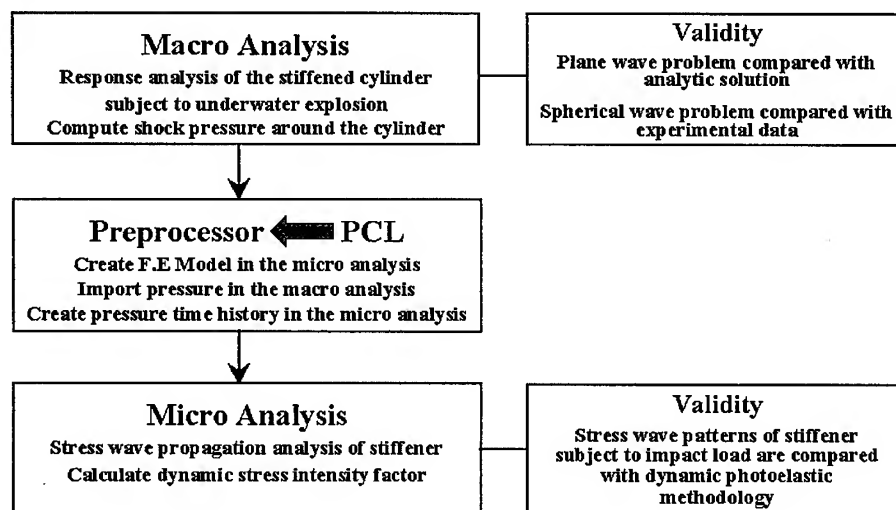 Macro Analysis
Response analysis of the stiffened cylinder
subject to underwater explosion
Compute shock pressure around the cylinder
Validity
Plane wave problem compared with
analytic solution
Spherical wave problem compared with
experimental data
Preprocessor PCL
Create F.E Model in the micro analysis
Import pressure in the macro analysis
Create pressure time history in the micro analysis
Micro Analysis
Stress wave propagation analysis of stiffener
Calculate dynamic stress intensity factor
Validity
Stress wave patterns of stiffener
subject to impact load are compared
with dynamic photoelastic
methodology